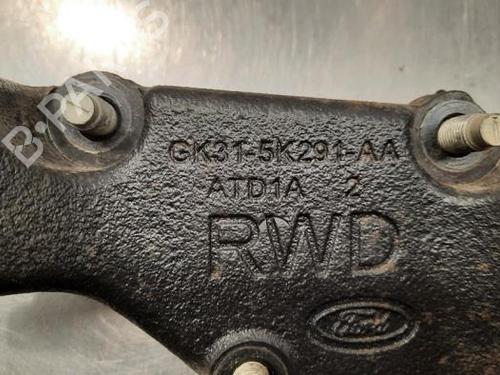 GK31-5K291-AA
ATD1A 2
RWD
Ford
B-PARTS